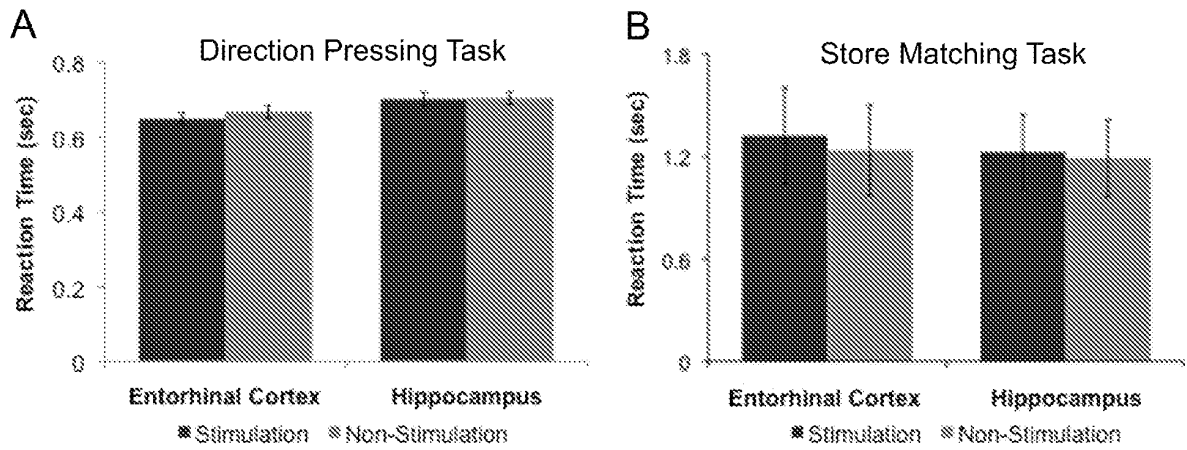 A
Direction Pressing Task
Reaction Time (sec)
0.8
0.6
0.4
0.2
0
Entorhinal Cortex Hippocampus
Stimulation Non-Stimulation
B
Store Matching Task
Reaction Time (sec)
1.8
1.2
0.6
0
Entorhinal Cortex Hippocampus
Stimulation Non-Stimulation